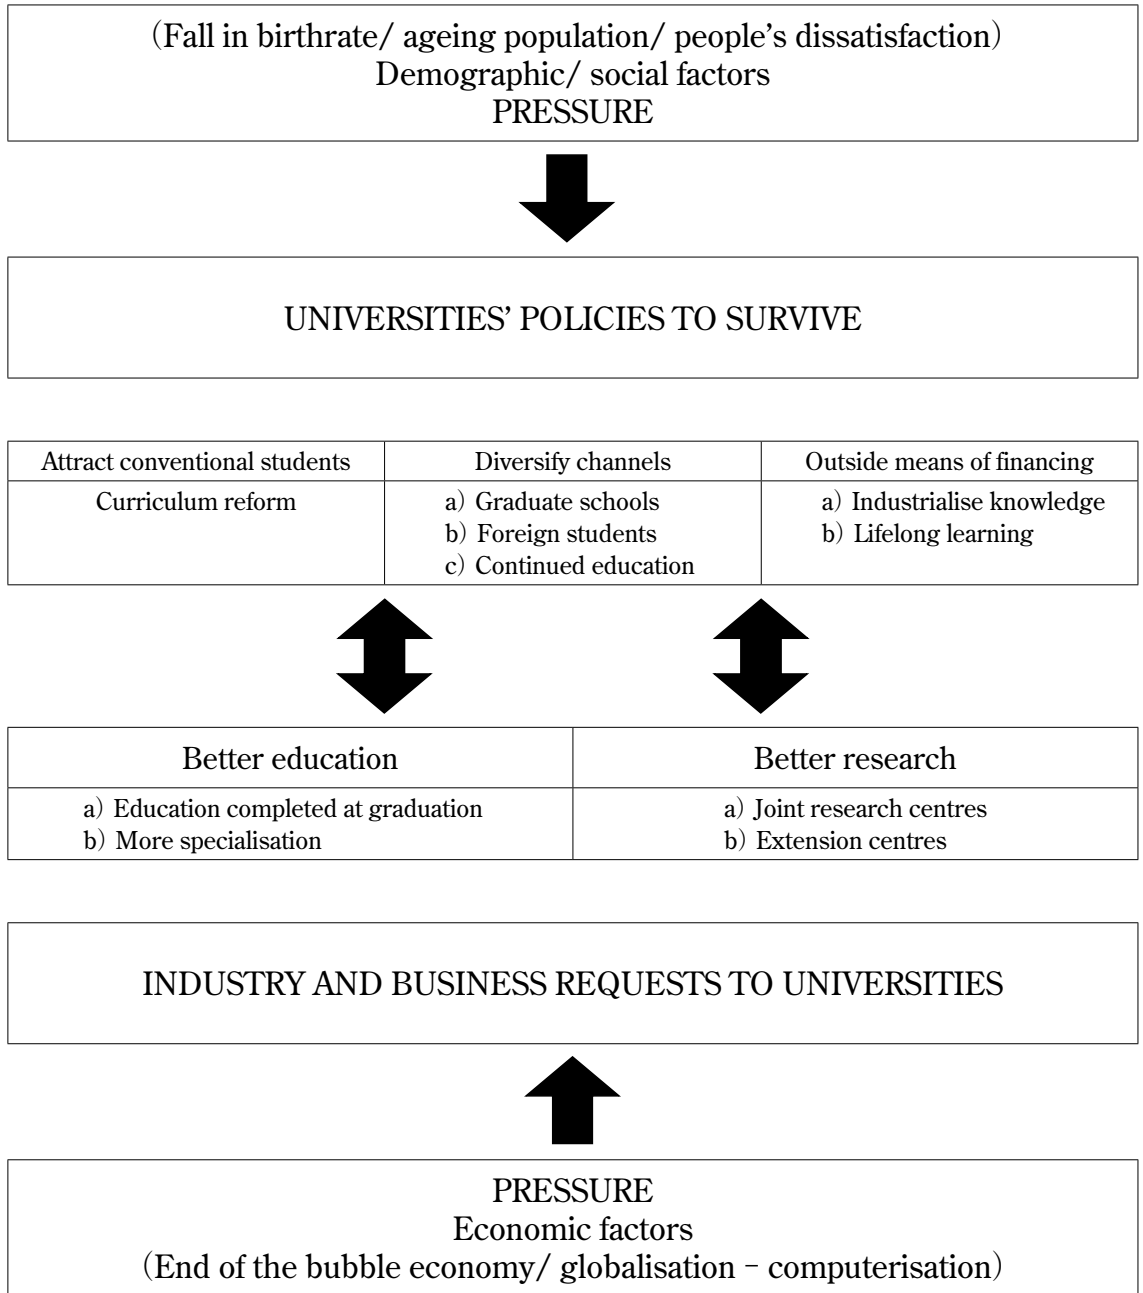 (Fall in birthrate/ ageing population/ people’s dissatisfaction)
Demographic/ social factors
PRESSURE
UNIVERSITIES’ POLICIES TO SURVIVE
Attract conventional students
Curriculum reform
Diversify channels
a) Graduate schools
b) Foreign students
c) Continued education
Outside means of financing
a) Industrialise knowledge
b) Lifelong learning
Better education
a) Education completed at graduation
b) More specialisation
Better research
a) Joint research centres
b) Extension centres
INDUSTRY AND BUSINESS REQUESTS TO UNIVERSITIES
PRESSURE
Economic factors
(End of the bubble economy/ globalisation – computerisation)